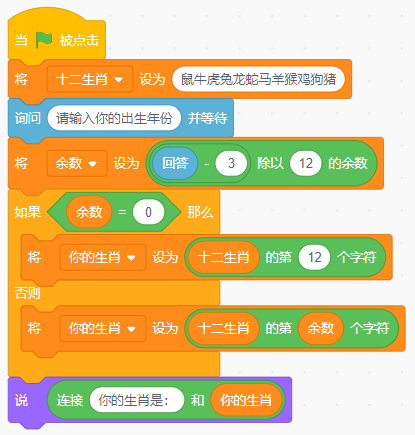 当 被点击
将 十二生肖 设为 鼠牛虎兔龙蛇马羊猴鸡狗猪
询问 请输入你的出生年份 并等待
将 余数 设为 回答 - 3 除以 12 的余数
如果 余数 = 0 那么
将 你的生肖 设为 十二生肖 的第 12 个字符
否则
将 你的生肖 设为 十二生肖 的第 余数 个字符
说 连接 你的生肖是： 和 你的生肖